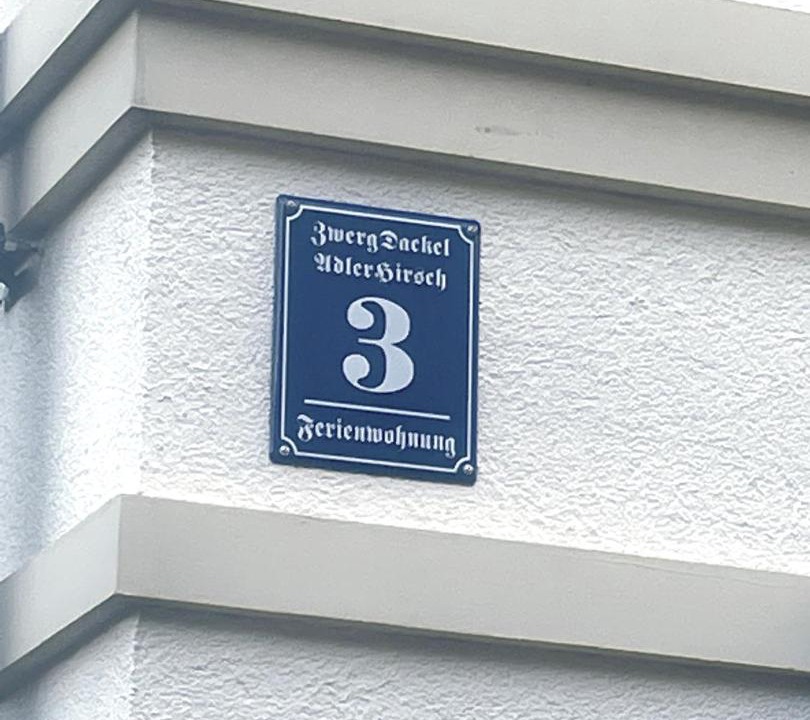 ZwergDackel
AdlerHirsch
3
Ferienwohnung